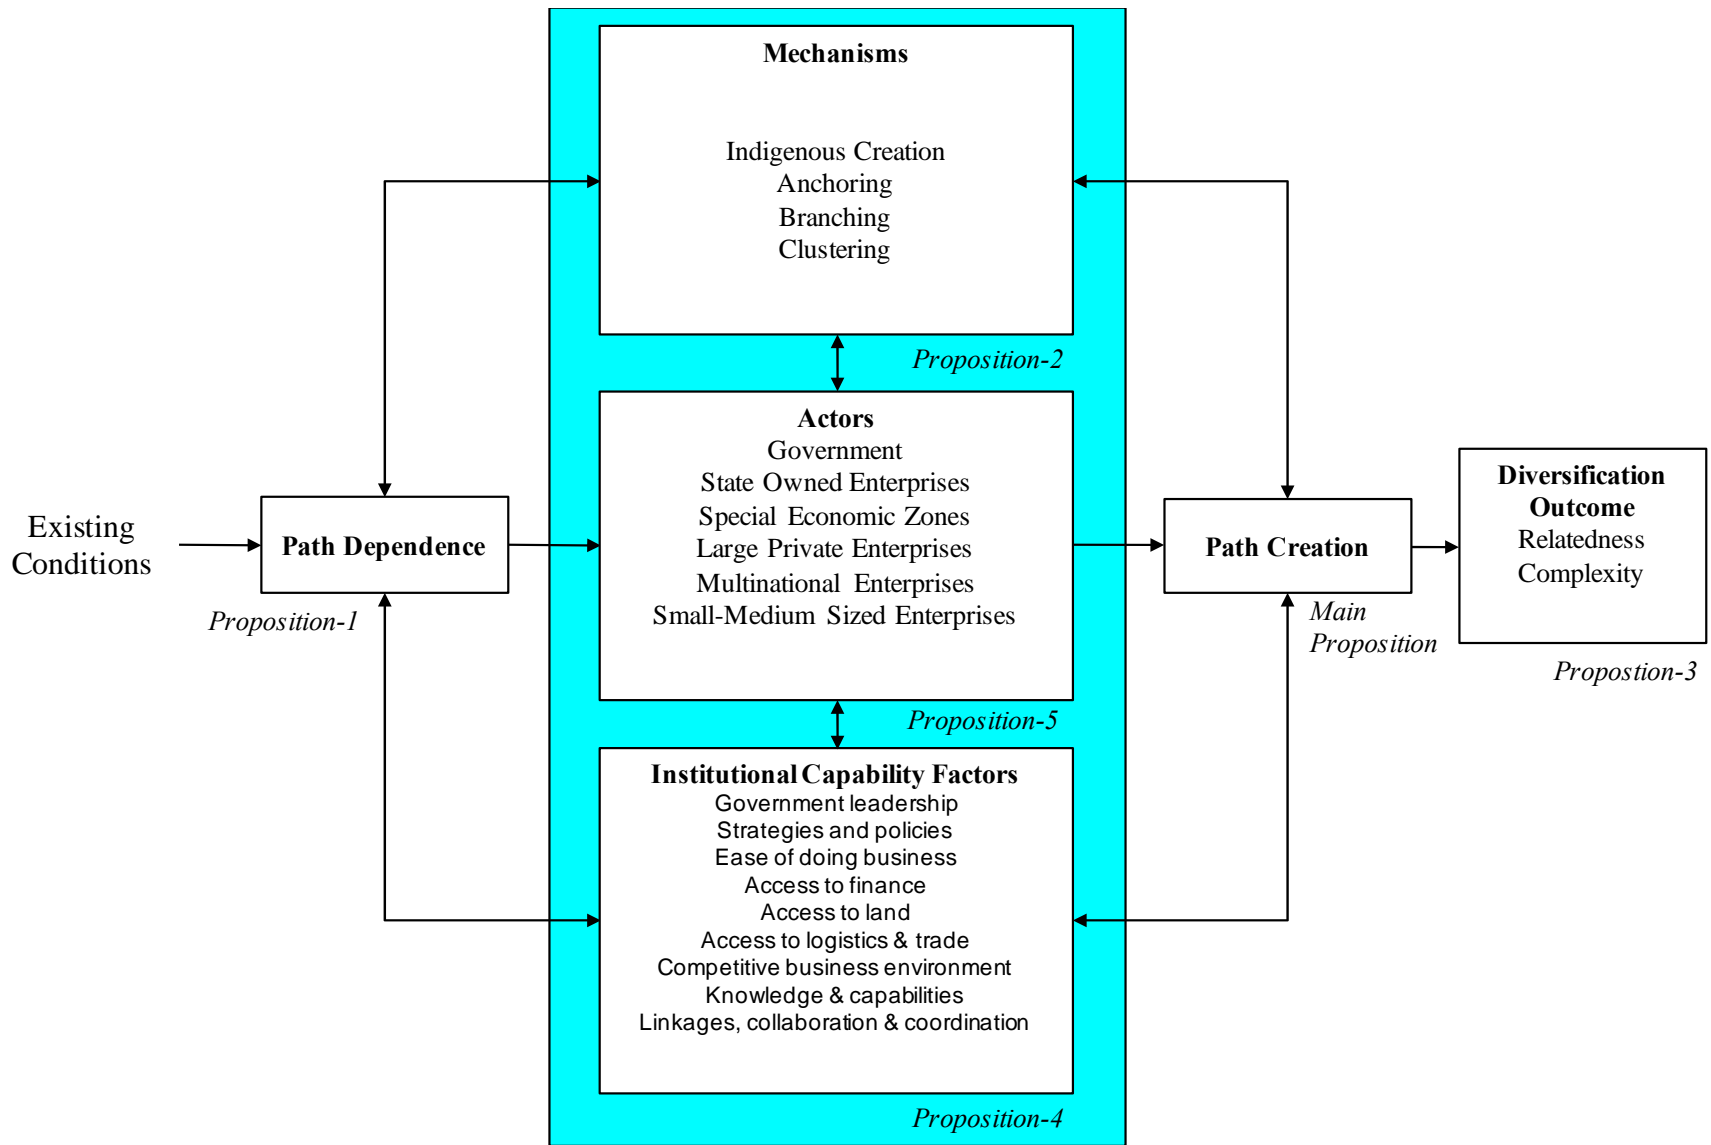 Mechanisms
Indigenous Creation
Anchoring
Branching
Clustering
Proposition-2
Actors
Government
State Owned Enterprises
Special Economic Zones
Large Private Enterprises
Multinational Enterprises
Small-Medium Sized Enterprises
Proposition-5
Existing
Conditions
Path Dependence
Proposition-1
Path Creation
Main
Proposition
Diversification
Outcome
Relatedness
Complexity
Propostion-3
Institutional Capability Factors
Government leadership
Strategies and policies
Ease of doing business
Access to finance
Access to land
Access to logistics & trade
Competitive business environment
Knowledge & capabilities
Linkages, collaboration & coordination
Proposition-4